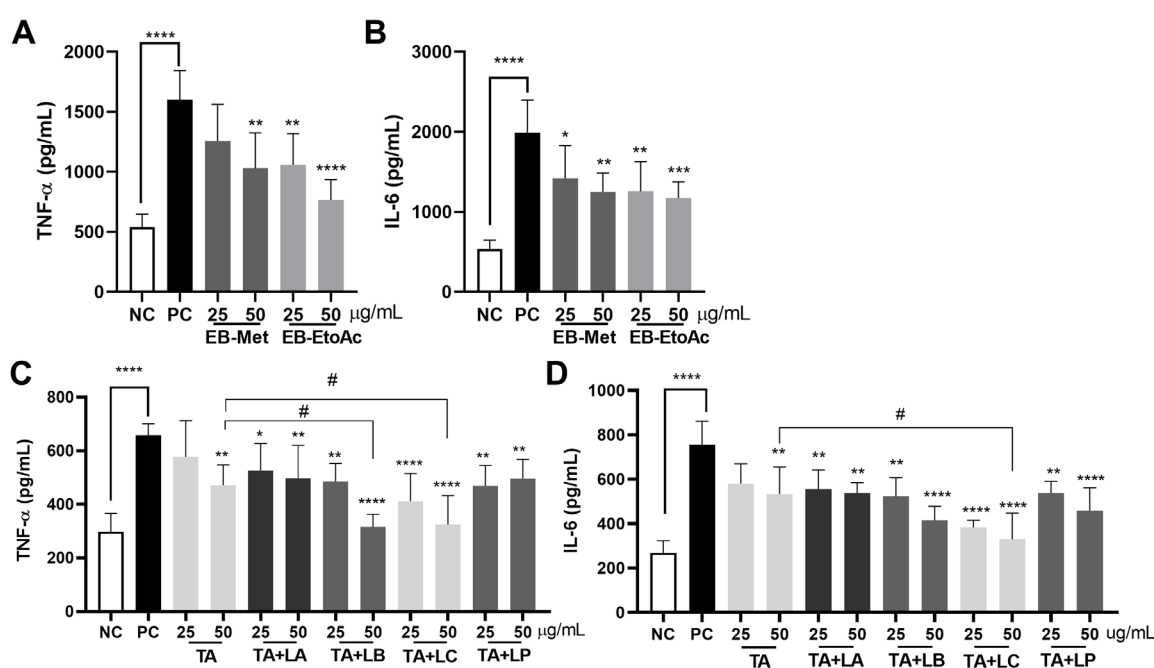 A
TNF-α (pg/mL)
2000
1500
1000
500
0
****
**
**
****
NC
PC
25
50
25
50
μg/mL
EB-Met
EB-EtoAc
B
IL-6 (pg/mL)
3000
2000
1000
0
****
*
**
**
***
NC
PC
25
50
25
50
μg/mL
EB-Met
EB-EtoAc
C
TNF-α (pg/mL)
800
600
400
200
0
****
#
#
**
*
**
**
****
****
****
**
**
NC
PC
25
50
25
50
25
50
25
50
25
50
μg/mL
TA
TA+LA
TA+LB
TA+LC
TA+LP
D
IL-6 (pg/mL)
1000
800
600
400
200
0
****
#
**
**
**
**
****
****
****
**
****
NC
PC
25
50
25
50
25
50
25
50
25
50
ug/mL
TA
TA+LA
TA+LB
TA+LC
TA+LP